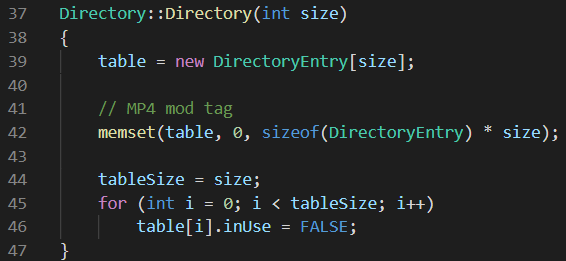 37 Directory::Directory(int size)
38 {
39     table = new DirectoryEntry[size];
40
41     // MP4 mod tag
42     memset(table, 0, sizeof(DirectoryEntry) * size);
43
44     tableSize = size;
45     for (int i = 0; i < tableSize; i++)
46         table[i].inUse = FALSE;
47 }